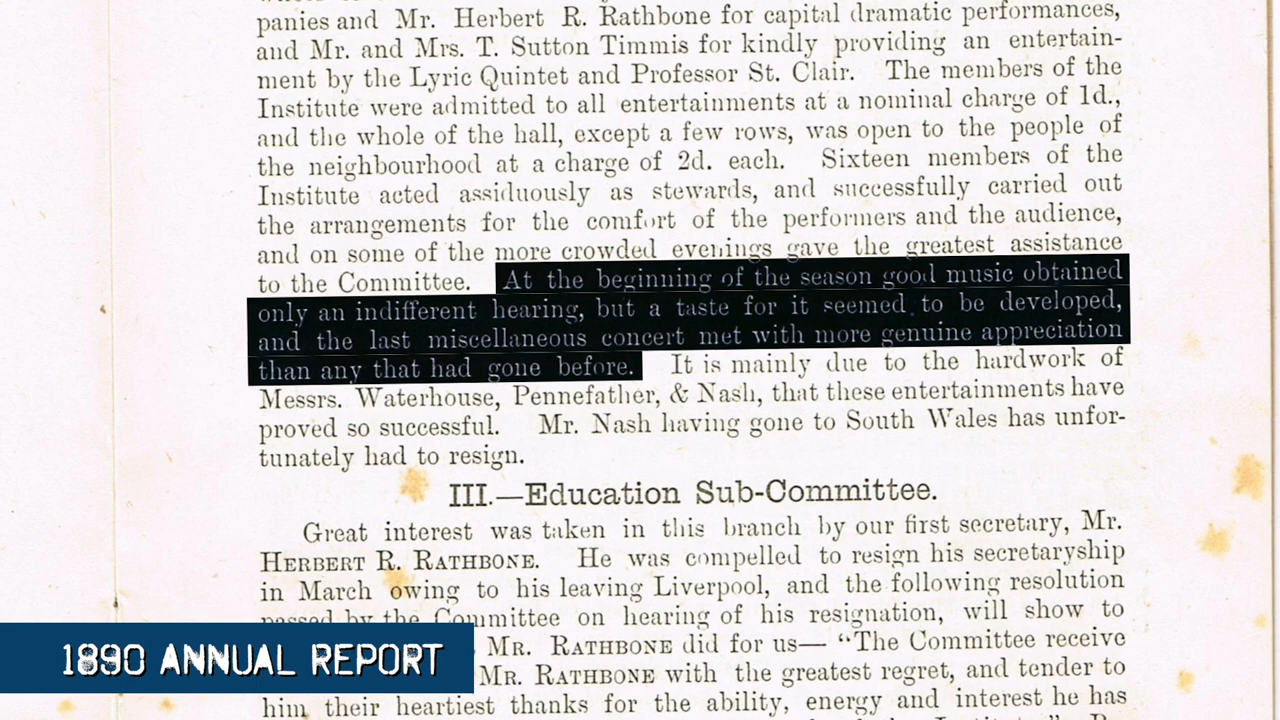 panies and Mr. Herbert R. Rathbone for capital dramatic performances,
and Mr. and Mrs. T. Sutton Timmis for kindly providing an entertain-
ment by the Lyric Quintet and Professor St. Clair. The members of the
Institute were admitted to all entertainments at a nominal charge of 1d.,
and the whole of the hall, except a few rows, was open to the people of
the neighbourhood at a charge of 2d. each. Sixteen members of the
Institute acted assiduously as stewards, and successfully carried out
the arrangements for the comfort of the performers and the audience,
and on some of the more crowded evenings gave the greatest assistance
to the Committee. At the beginning of the season good music obtained
only an indifferent hearing, but a taste for it seemed to be developed,
and the last miscellaneous concert met with more genuine appreciation
than any that had gone before. It is mainly due to the hardwork of
Messrs. Waterhouse, Pennefather, & Nash, that these entertainments have
proved so successful. Mr. Nash having gone to South Wales has unfor-
tunately had to resign.
III.—Education Sub-Committee.
Great interest was taken in this branch by our first secretary, Mr.
HERBERT R. RATHBONE. He was compelled to resign his secretaryship
in March owing to his leaving Liverpool, and the following resolution
passed by the Committee on hearing of his resignation, will show to
MR. RATHBONE did for us— “The Committee receive
MR. RATHBONE with the greatest regret, and tender to
him their heartiest thanks for the ability, energy and interest he has
1890 ANNUAL REPORT